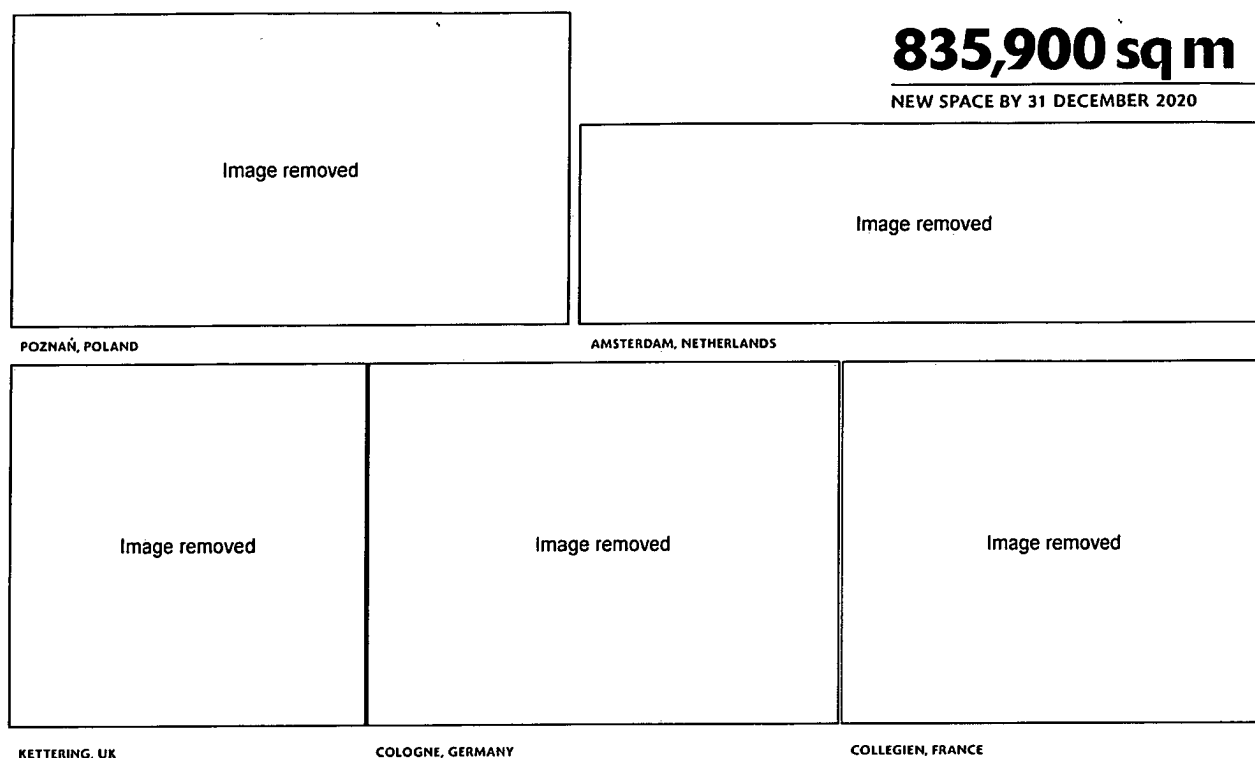 835,900 sq m
NEW SPACE BY 31 DECEMBER 2020
Image removed
Image removed
POZNAŃ, POLAND
AMSTERDAM, NETHERLANDS
Image removed
Image removed
Image removed
KETTERING, UK
COLOGNE, GERMANY
COLLEGIEN, FRANCE